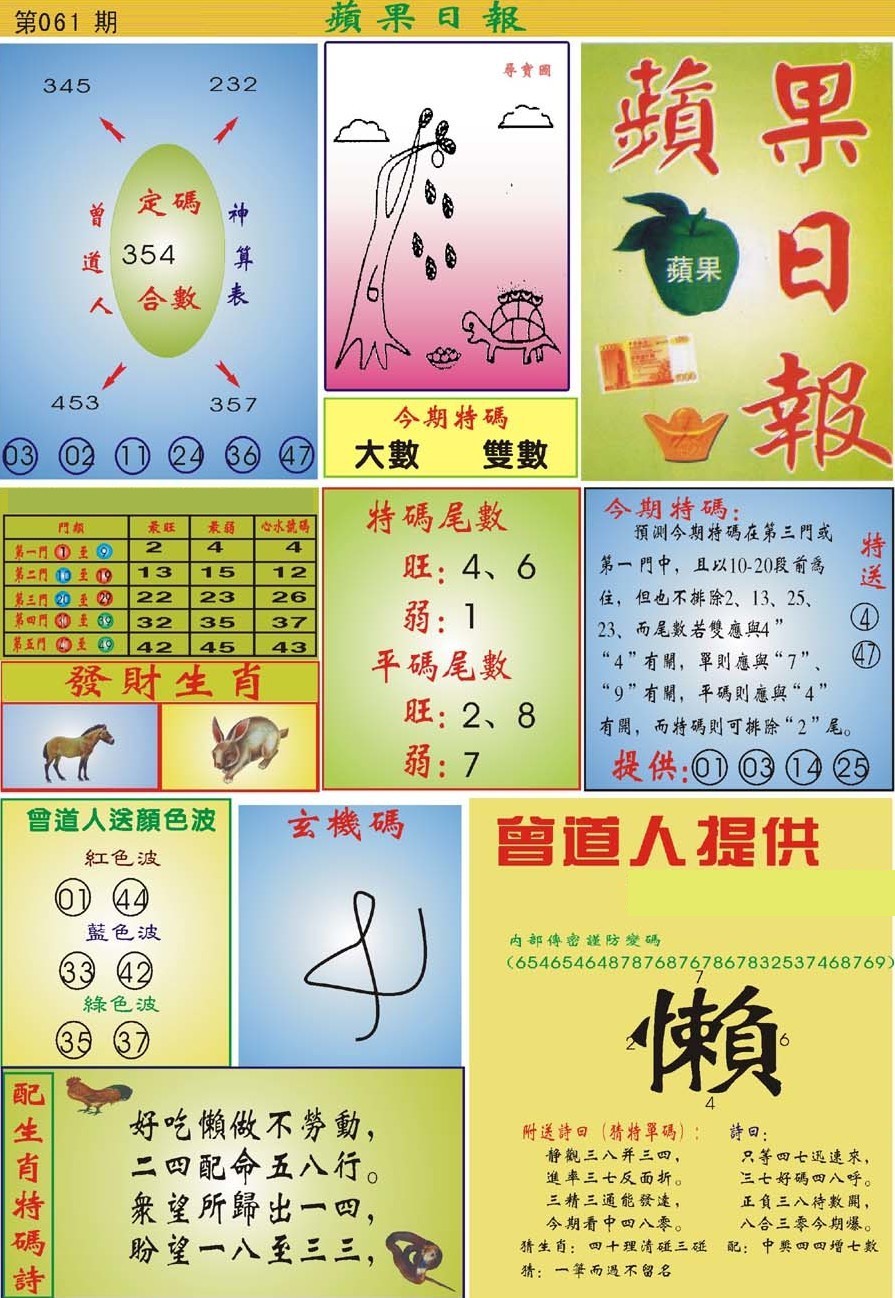 第061 期
蘋果日報
345
232
曾道人
定碼
354
合數
神算表
453
357
03 02 11 24 36 47
尋寶圖
今期特碼
大數 雙數
蘋果
日
報
蘋果
1000
門類 最旺 最弱 心水號碼
第一門 1 至 9 2 4 4
第二門 10 至 19 13 15 12
第三門 20 至 29 22 23 26
第四門 30 至 39 32 35 37
第五門 40 至 49 42 45 43
發財生肖
特碼尾數
旺：4、6
弱：1
平碼尾數
旺：2、8
弱：7
今期特碼：
預測今期特碼在第三門或
第一門中，且以10-20段前為
住，但也不排除2、13、25、
23、而尾數若雙應與4”
“4”有開，單則應與“7”、
“9”有開，平碼則應與“4”
有開，而特碼則可排除“2”尾。
特送
4
47
提供:01 03 14 25
曾道人送顏色波
紅色波
01 44
藍色波
33 42
綠色波
35 37
玄機碼
曾道人提供
内部傳密謹防變碼
(654654648787687678678325374​68769)
7
2 懶 6
4
配生肖特碼詩
好吃懶做不勞動，
二四配命五八行。
衆望所歸出一四，
盼望一八至三三，
附送詩曰（猜特單碼）：
静觀三八并三四，
進率三七反面折。
三精三通能發達，
今期看中四八零。
猜生肖：四十理清碰三碰
猜：一筆而過不留名
詩曰：
只等四七迅速來，
三七好碼四八呼。
正負三八待數開，
八合三零今期爆。
配：中獎四四增七數